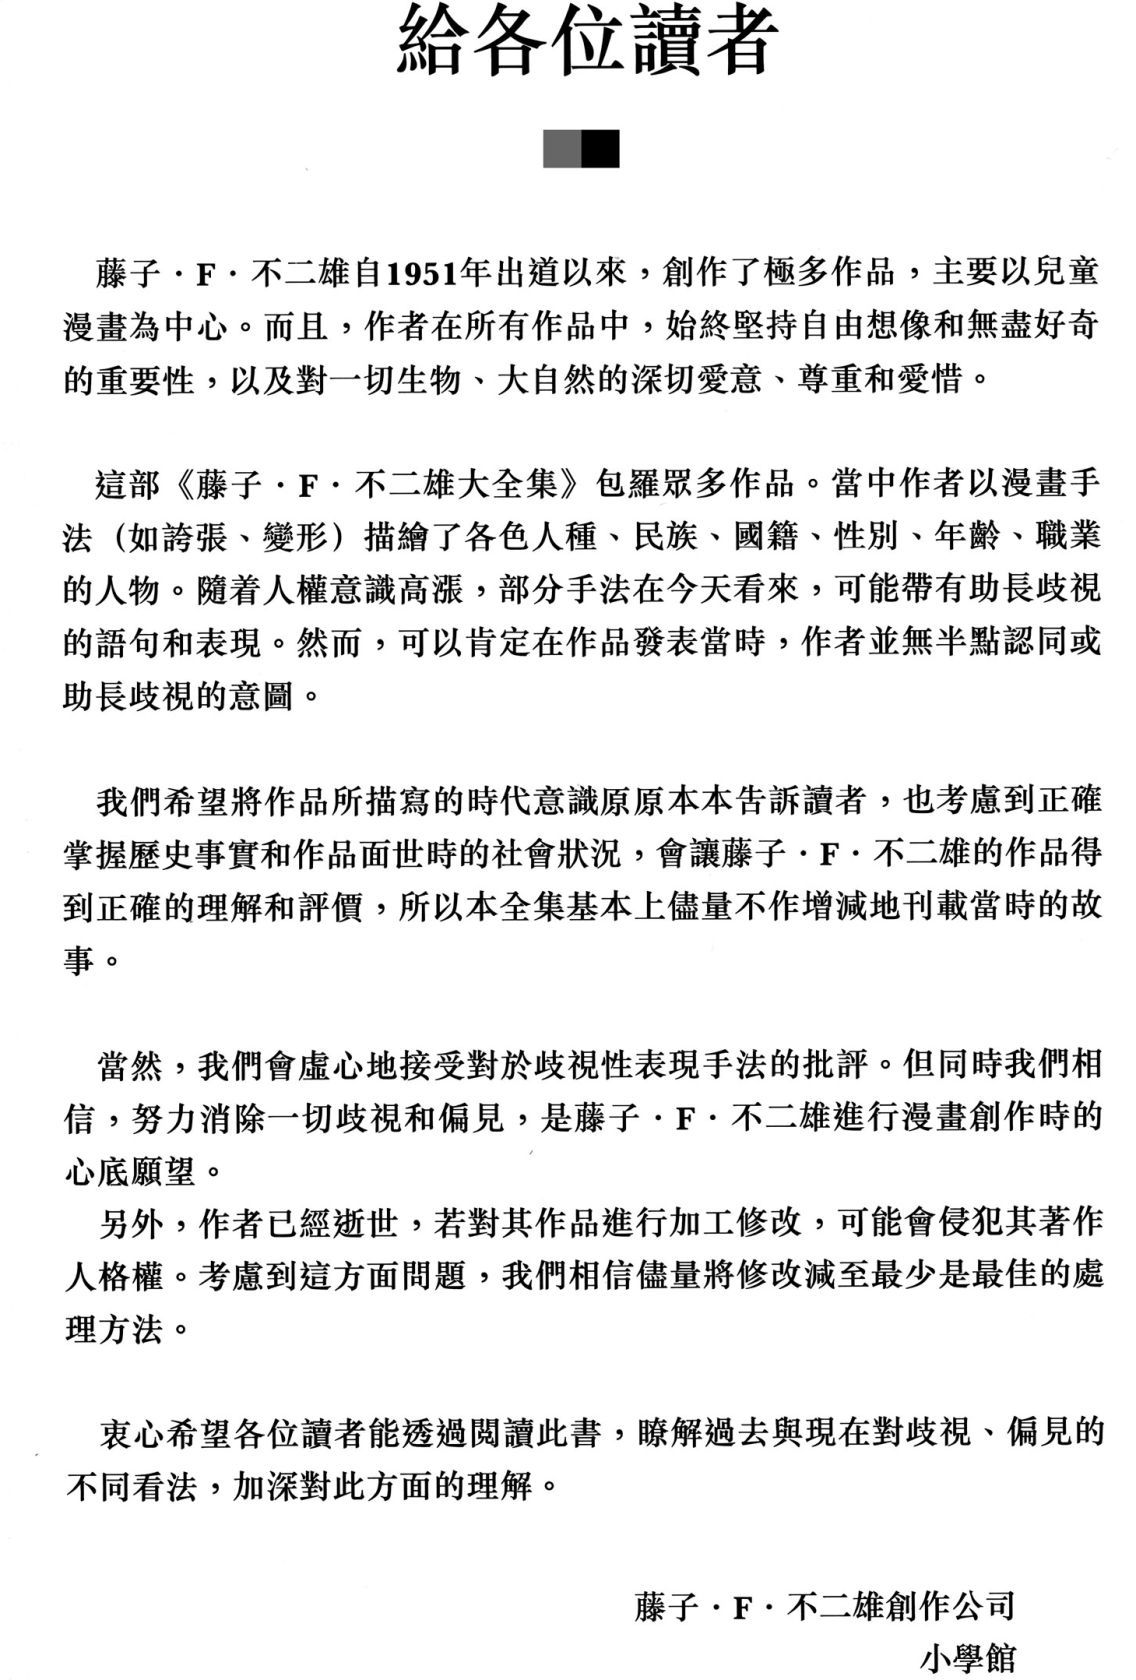 給各位讀者
藤子・F・不二雄自1951年出道以來，創作了極多作品，主要以兒童
漫畫為中心。而且，作者在所有作品中，始終堅持自由想像和無盡好奇
的重要性，以及對一切生物、大自然的深切愛意、尊重和愛惜。
這部《藤子・F・不二雄大全集》包羅眾多作品。當中作者以漫畫手
法（如誇張、變形）描繪了各色人種、民族、國籍、性別、年齡、職業
的人物。隨着人權意識高漲，部分手法在今天看來，可能帶有助長歧視
的語句和表現。然而，可以肯定在作品發表當時，作者並無半點認同或
助長歧視的意圖。
我們希望將作品所描寫的時代意識原原本本告訴讀者，也考慮到正確
掌握歷史事實和作品面世時的社會狀況，會讓藤子・F・不二雄的作品得
到正確的理解和評價，所以本全集基本上儘量不作增減地刊載當時的故
事。
當然，我們會虛心地接受對於歧視性表現手法的批評。但同時我們相
信，努力消除一切歧視和偏見，是藤子・F・不二雄進行漫畫創作時的
心底願望。
另外，作者已經逝世，若對其作品進行加工修改，可能會侵犯其著作
人格權。考慮到這方面問題，我們相信儘量將修改減至最少是最佳的處
理方法。
衷心希望各位讀者能透過閱讀此書，瞭解過去與現在對歧視、偏見的
不同看法，加深對此方面的理解。
藤子・F・不二雄創作公司
小學館